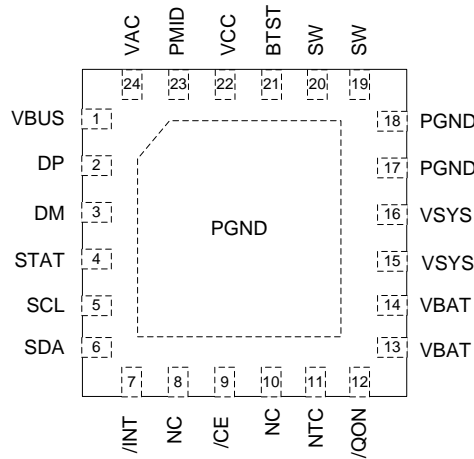 VAC PMID VCC BTST SW SW
24 23 22 21 20 19
VBUS 1 18 PGND
DP 2 17 PGND
DM 3 16 VSYS
PGND
STAT 4 15 VSYS
SCL 5 14 VBAT
SDA 6 13 VBAT
7 8 9 10 11 12
/INT NC /CE NC NTC /QON